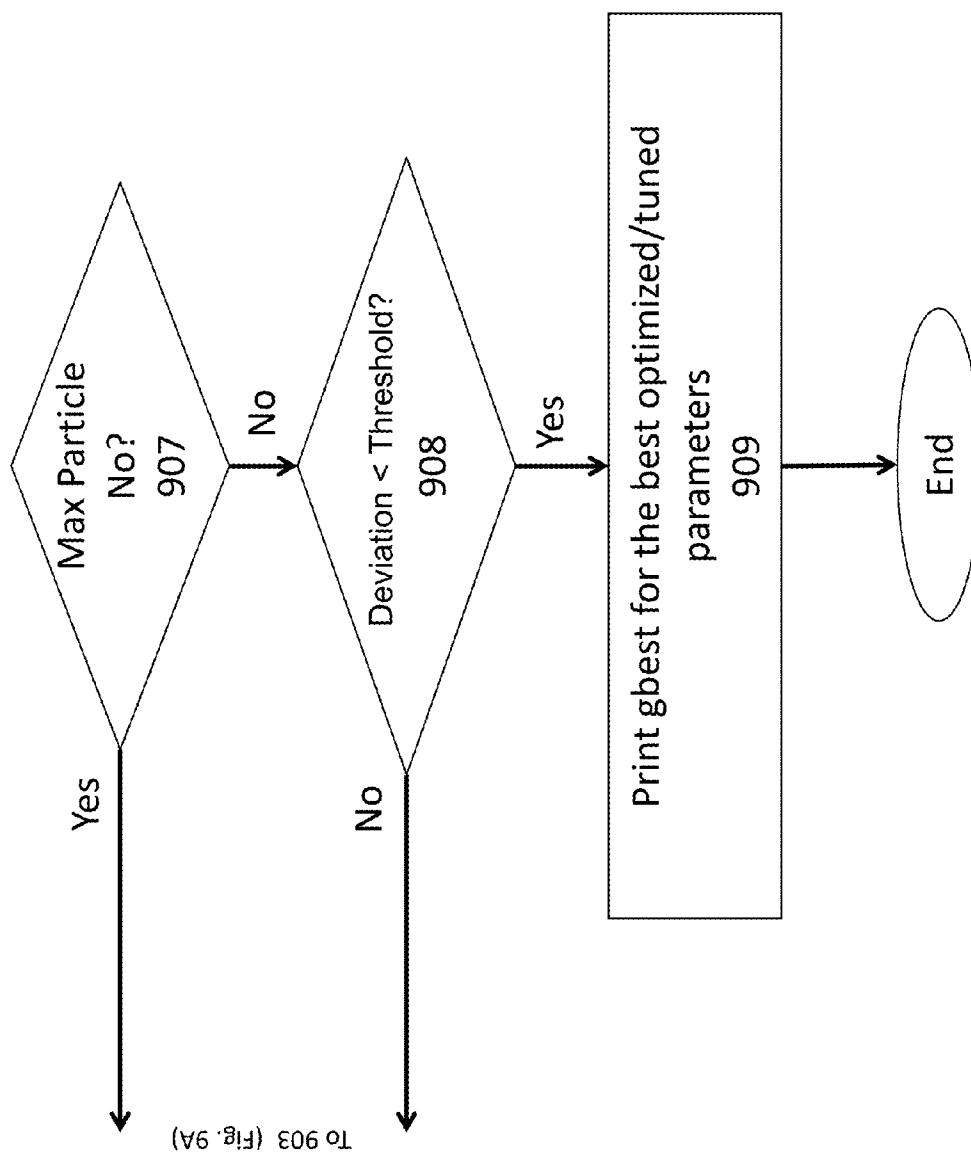 Max Particle
No?
907
Yes
No
Deviation < Threshold?
908
No
Yes
To 903 (Fig. 9A)
Print gbest for the best optimized/tuned
parameters
909
End